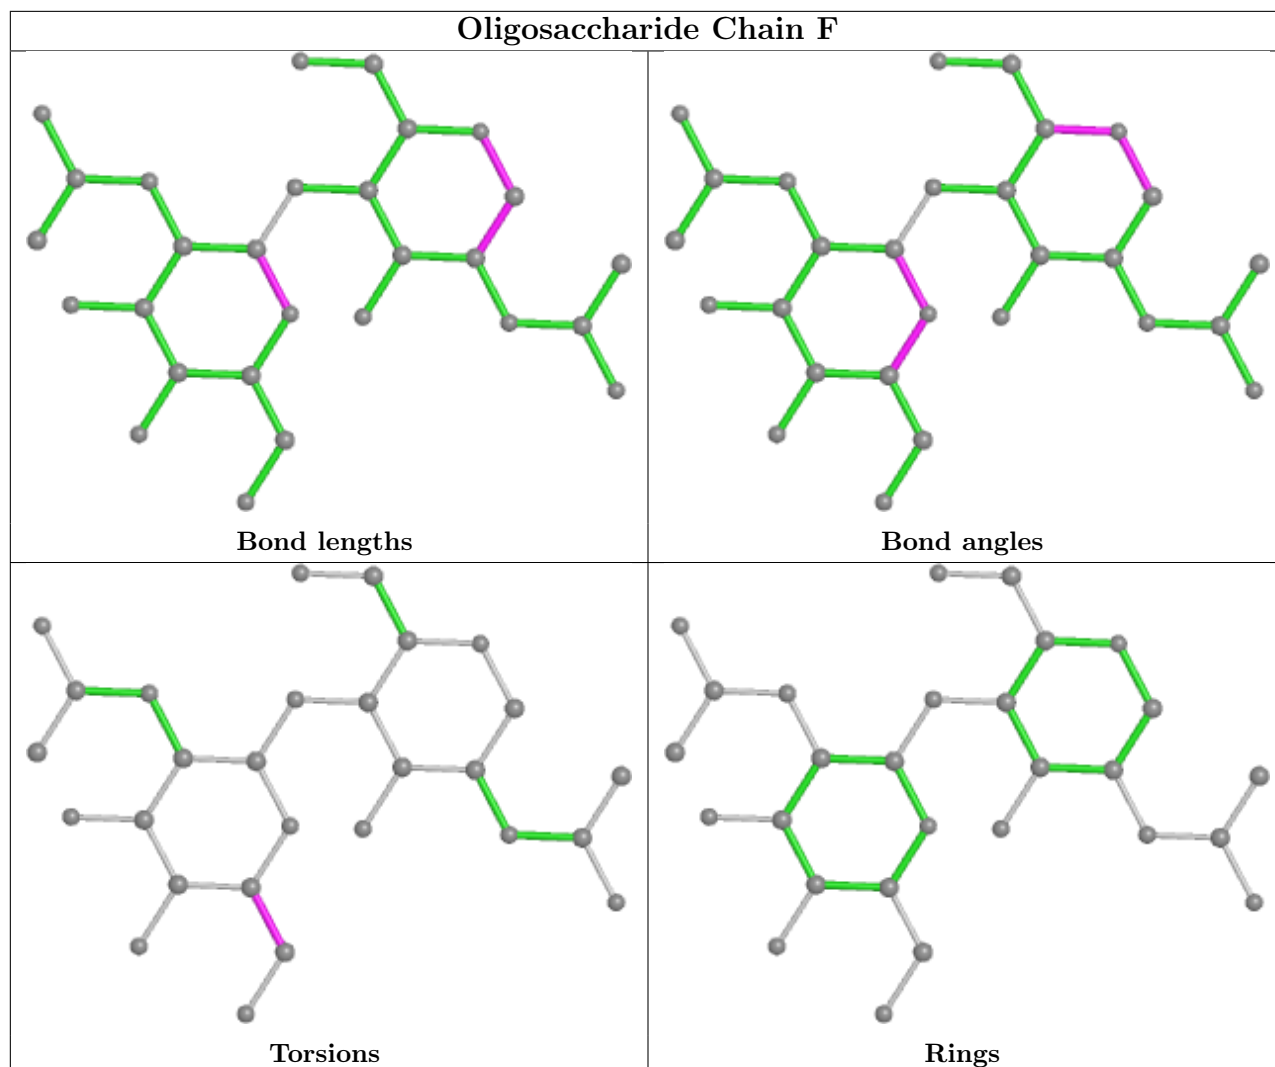 Oligosaccharide Chain F
Bond lengths
Bond angles
Torsions
Rings